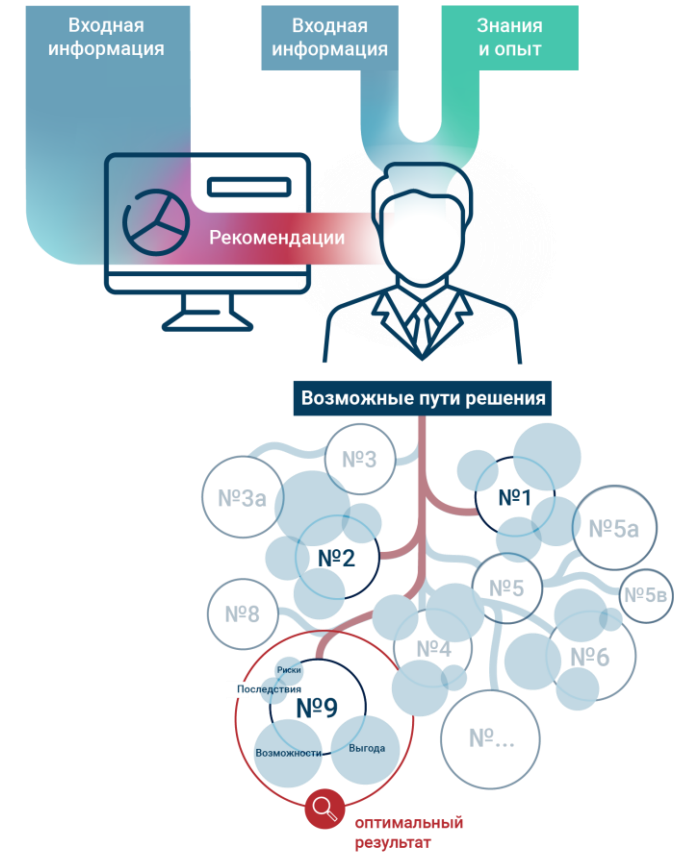 Входная
информация
Входная
информация
Знания
и опыт
Рекомендации
Возможные пути решения
№3
№1
№3а
№5а
№2
№5
№5в
№8
№4
№6
Риски
Последствия
№9
№...
Возможности
Выгода
оптимальный
результат